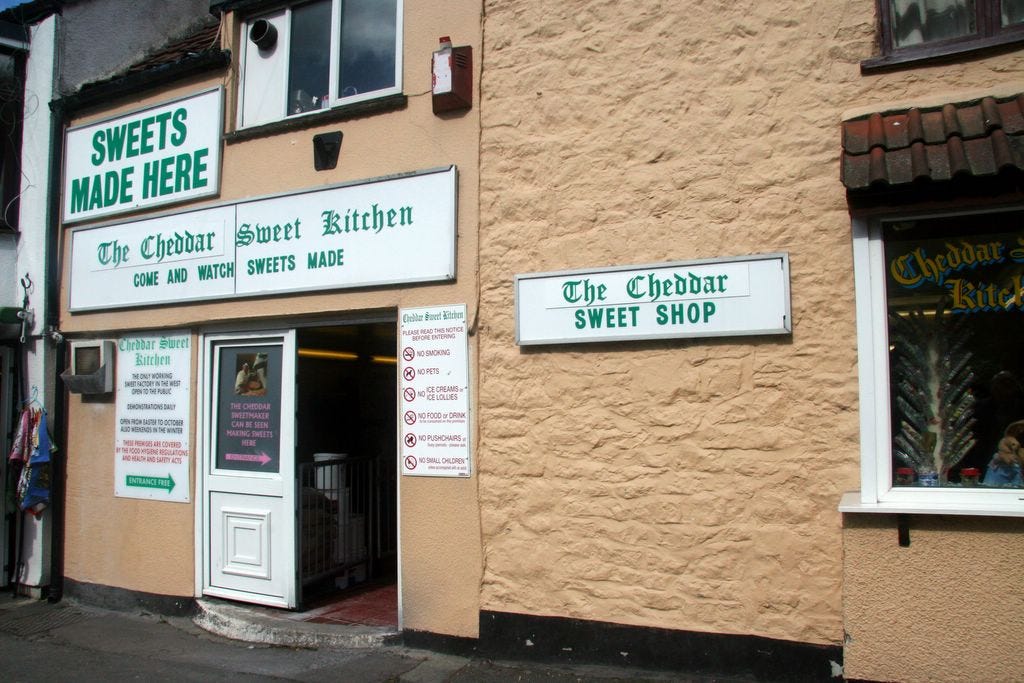 SWEETS
MADE HERE
The Cheddar Sweet Kitchen
COME AND WATCH SWEETS MADE
Cheddar Sweet
Kitchen
THE ONLY WORKING
SWEET FACTORY IN THE WEST
OPEN TO THE PUBLIC
DEMONSTRATIONS DAILY
OPEN FROM EASTER TO OCTOBER
ALSO WEEKENDS IN THE WINTER
THESE PREMISES ARE COVERED
BY THE FOOD HYGIENE REGULATIONS
AND HEALTH AND SAFETY ACTS
ENTRANCE FREE
THE CHEDDAR
SWEETMAKER
CAN BE SEEN
MAKING SWEETS
HERE
ENTRANCE
Cheddar Sweet Kitchen
PLEASE READ THIS NOTICE
BEFORE ENTERING
NO SMOKING
NO PETS
NO ICE CREAMS or
ICE LOLLIES
NO FOOD or DRINK
NO PUSHCHAIRS
NO SMALL CHILDREN
The Cheddar
SWEET SHOP
Cheddar